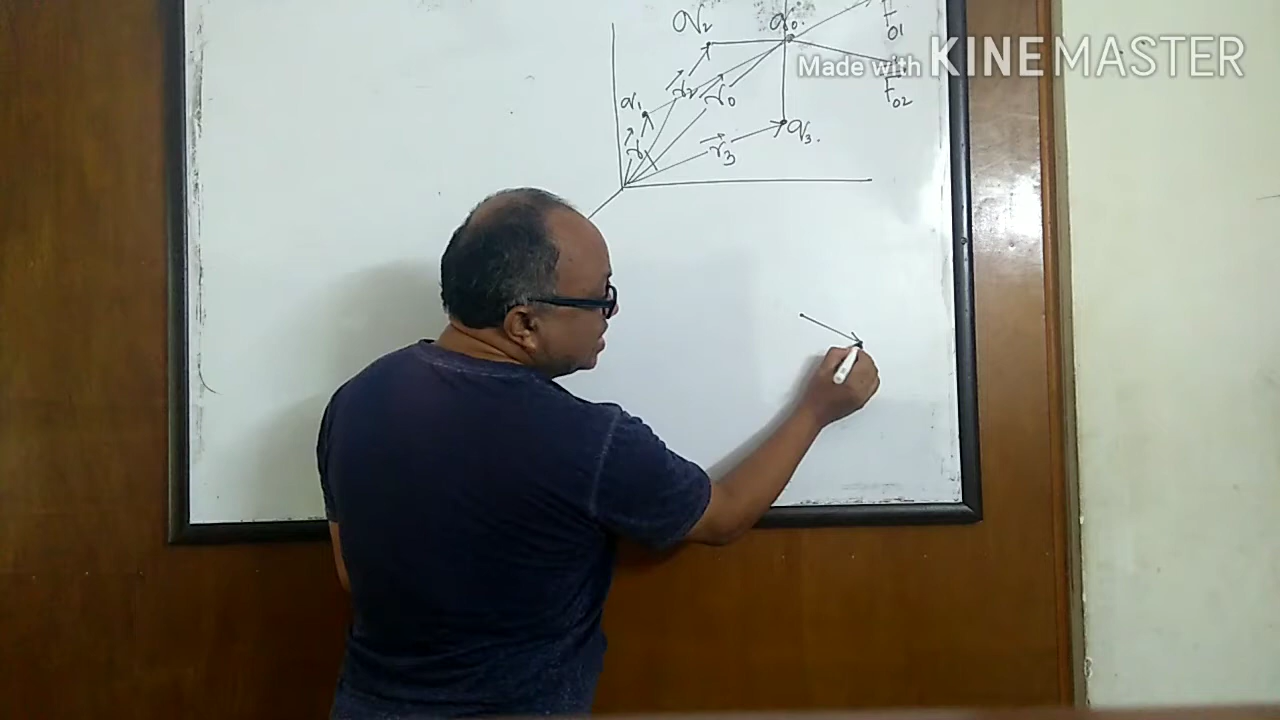 q₂ q₀. F₀₁
Made with KINEMASTER
q₁ r₂ r₀ F₀₂
r₁ r₃ q₃.